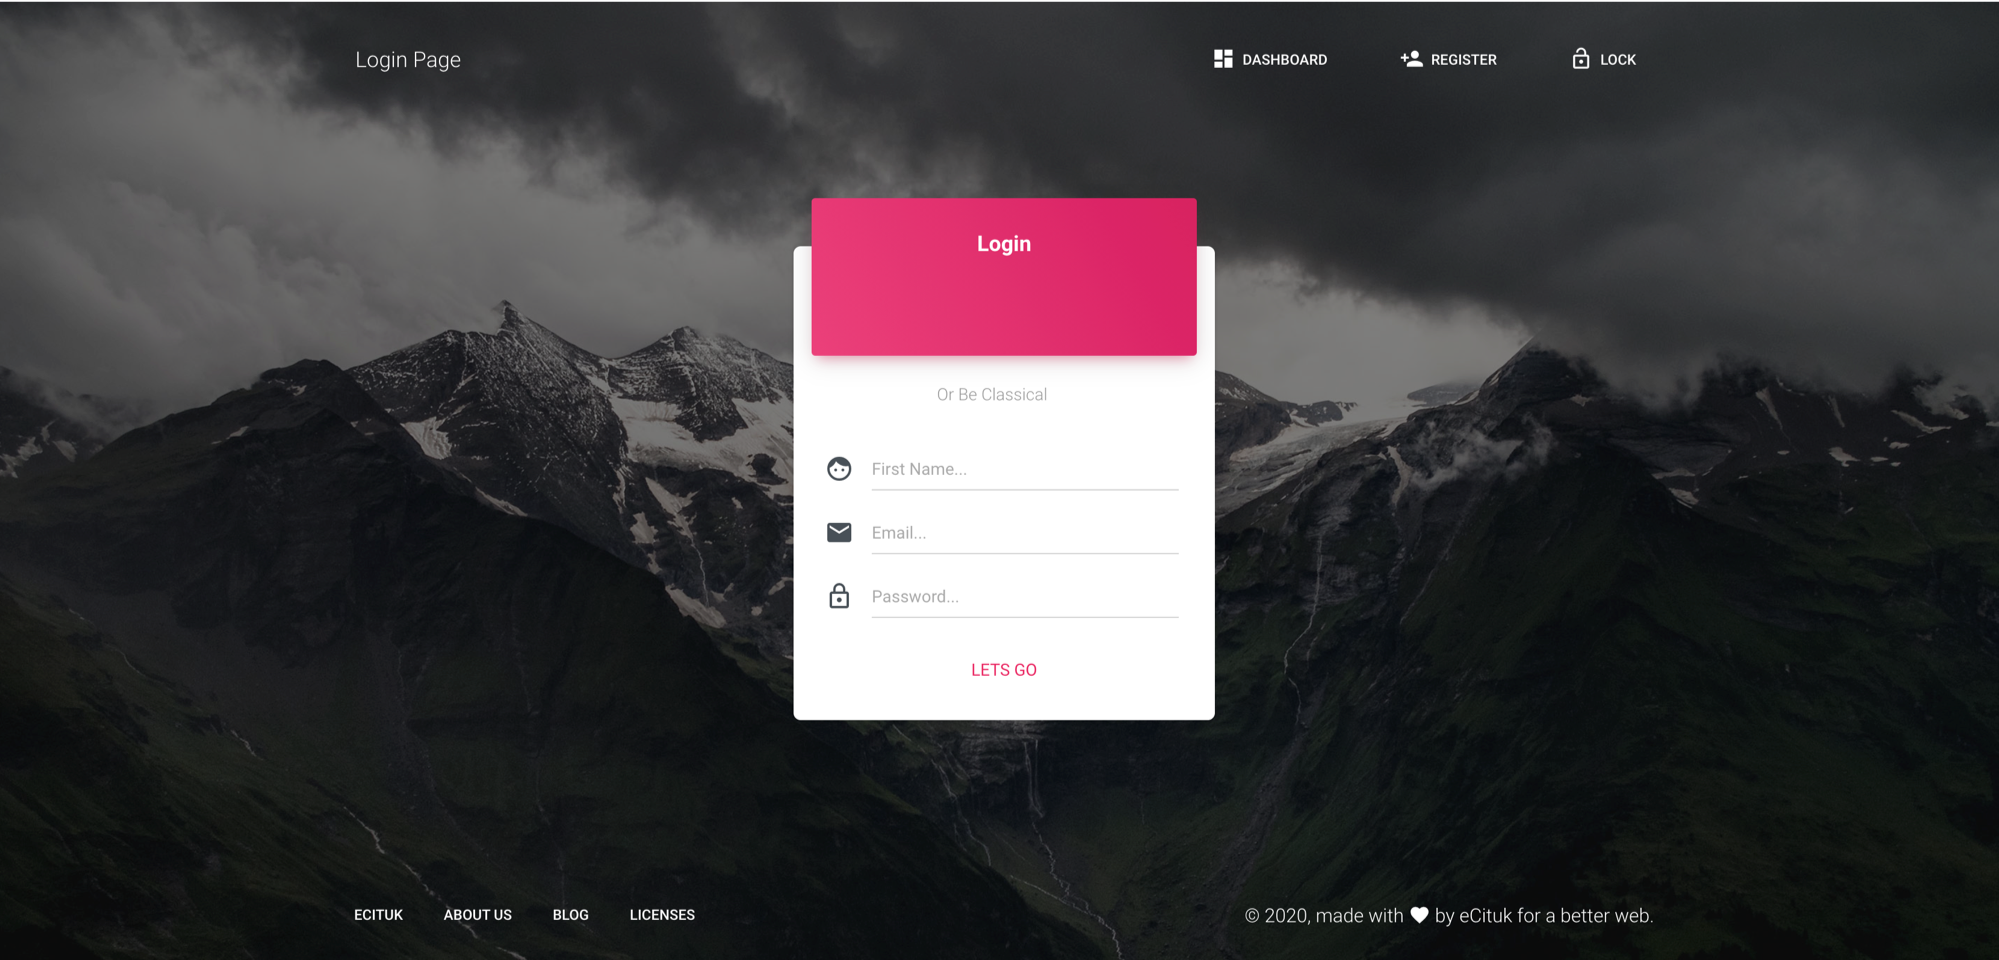 Login Page
DASHBOARD
REGISTER
LOCK
Login
Or Be Classical
First Name...
Email...
Password...
LETS GO
ECITUK
ABOUT US
BLOG
LICENSES
© 2020, made with ♥ by eCituk for a better web.